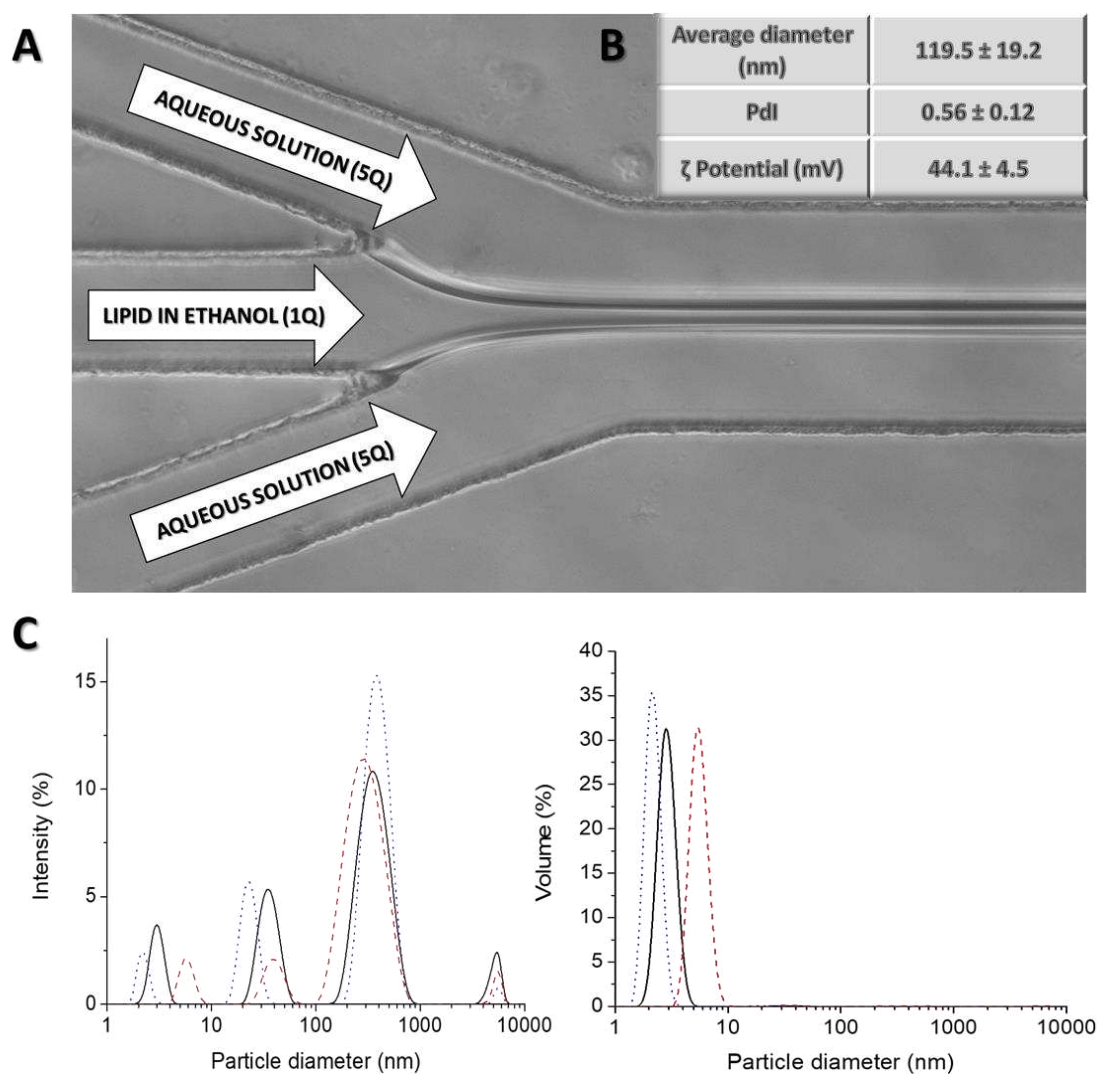 A
B
Average diameter
(nm)
119.5 ± 19.2
PdI
0.56 ± 0.12
ζ Potential (mV)
44.1 ± 4.5
AQUEOUS SOLUTION (5Q)
LIPID IN ETHANOL (1Q)
AQUEOUS SOLUTION (5Q)
C
15
10
5
0
Intensity (%)
1
10
100
1000
10000
Particle diameter (nm)
40
35
30
25
20
15
10
5
0
Volume (%)
1
10
100
1000
10000
Particle diameter (nm)